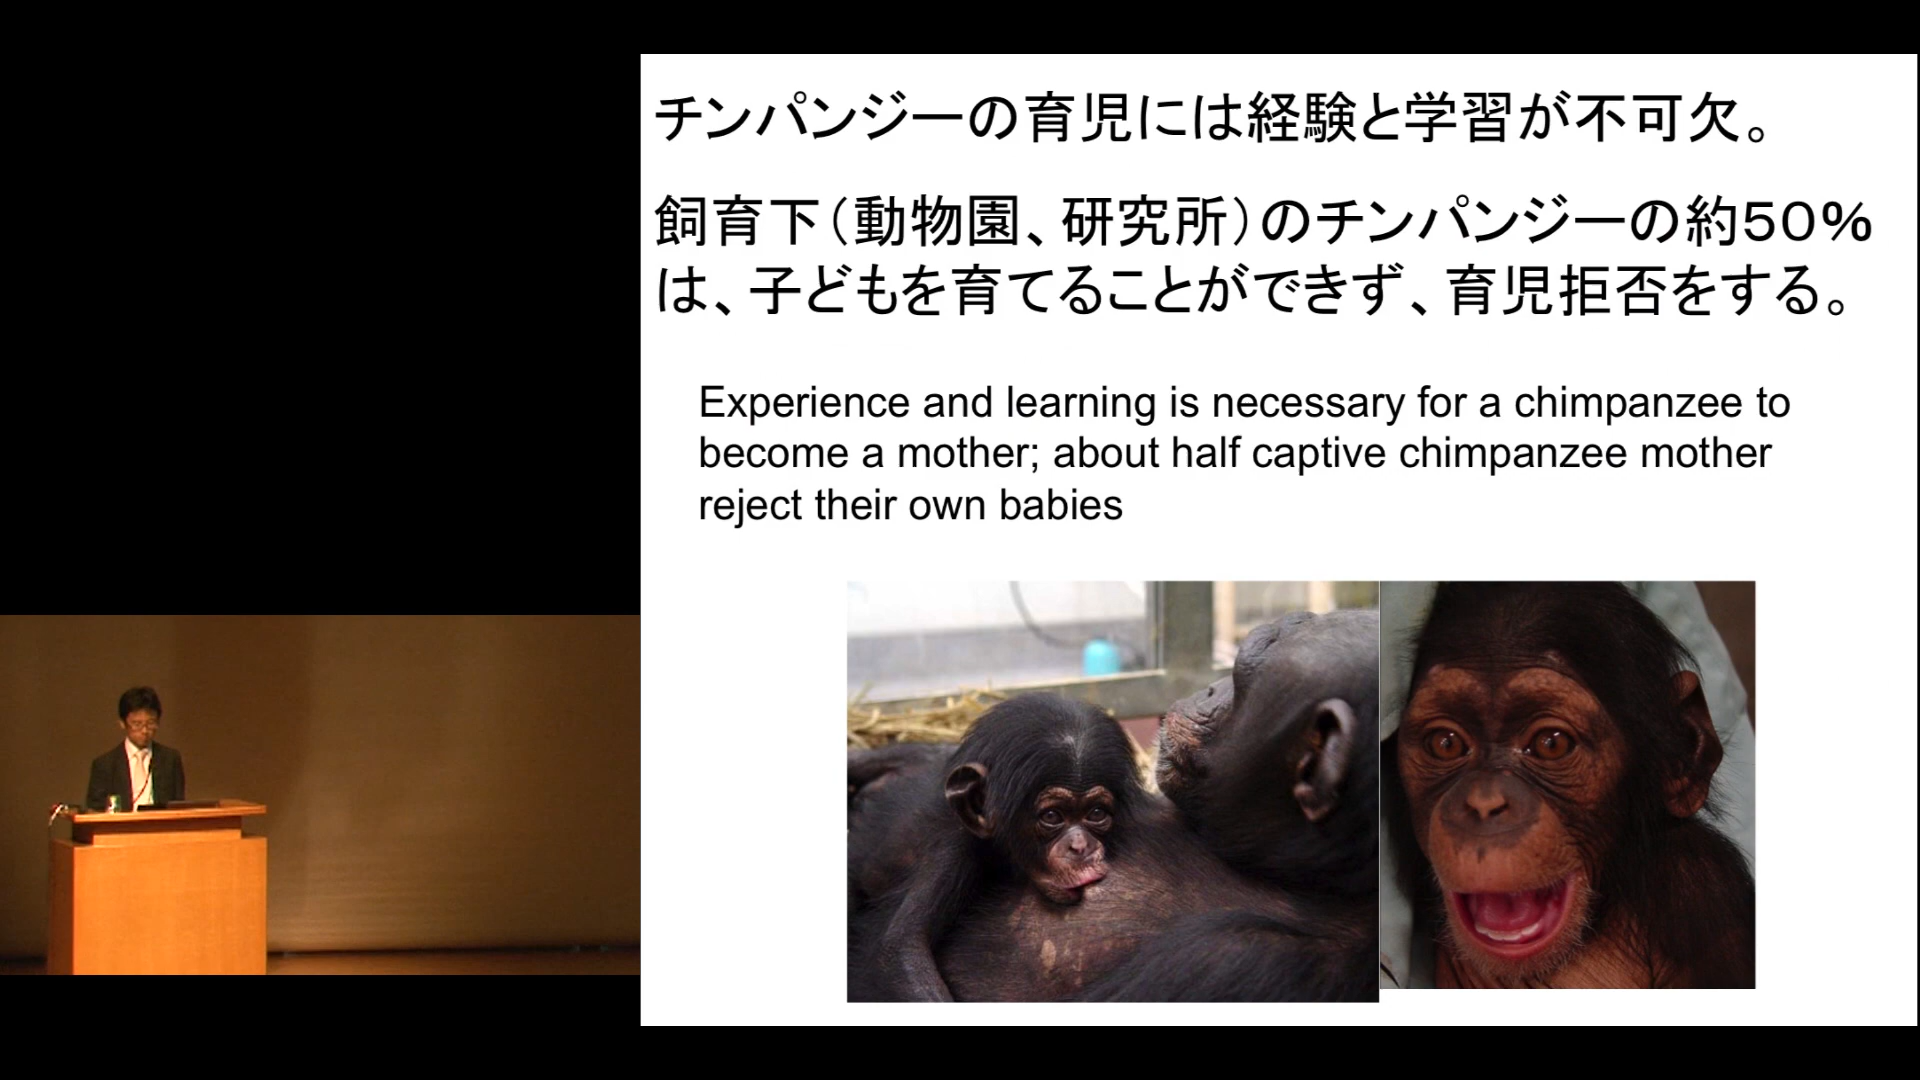 チンパンジーの育児には経験と学習が不可欠。
飼育下（動物園、研究所）のチンパンジーの約５０％
は、子どもを育てることができず、育児拒否をする。
Experience and learning is necessary for a chimpanzee to
become a mother; about half captive chimpanzee mother
reject their own babies